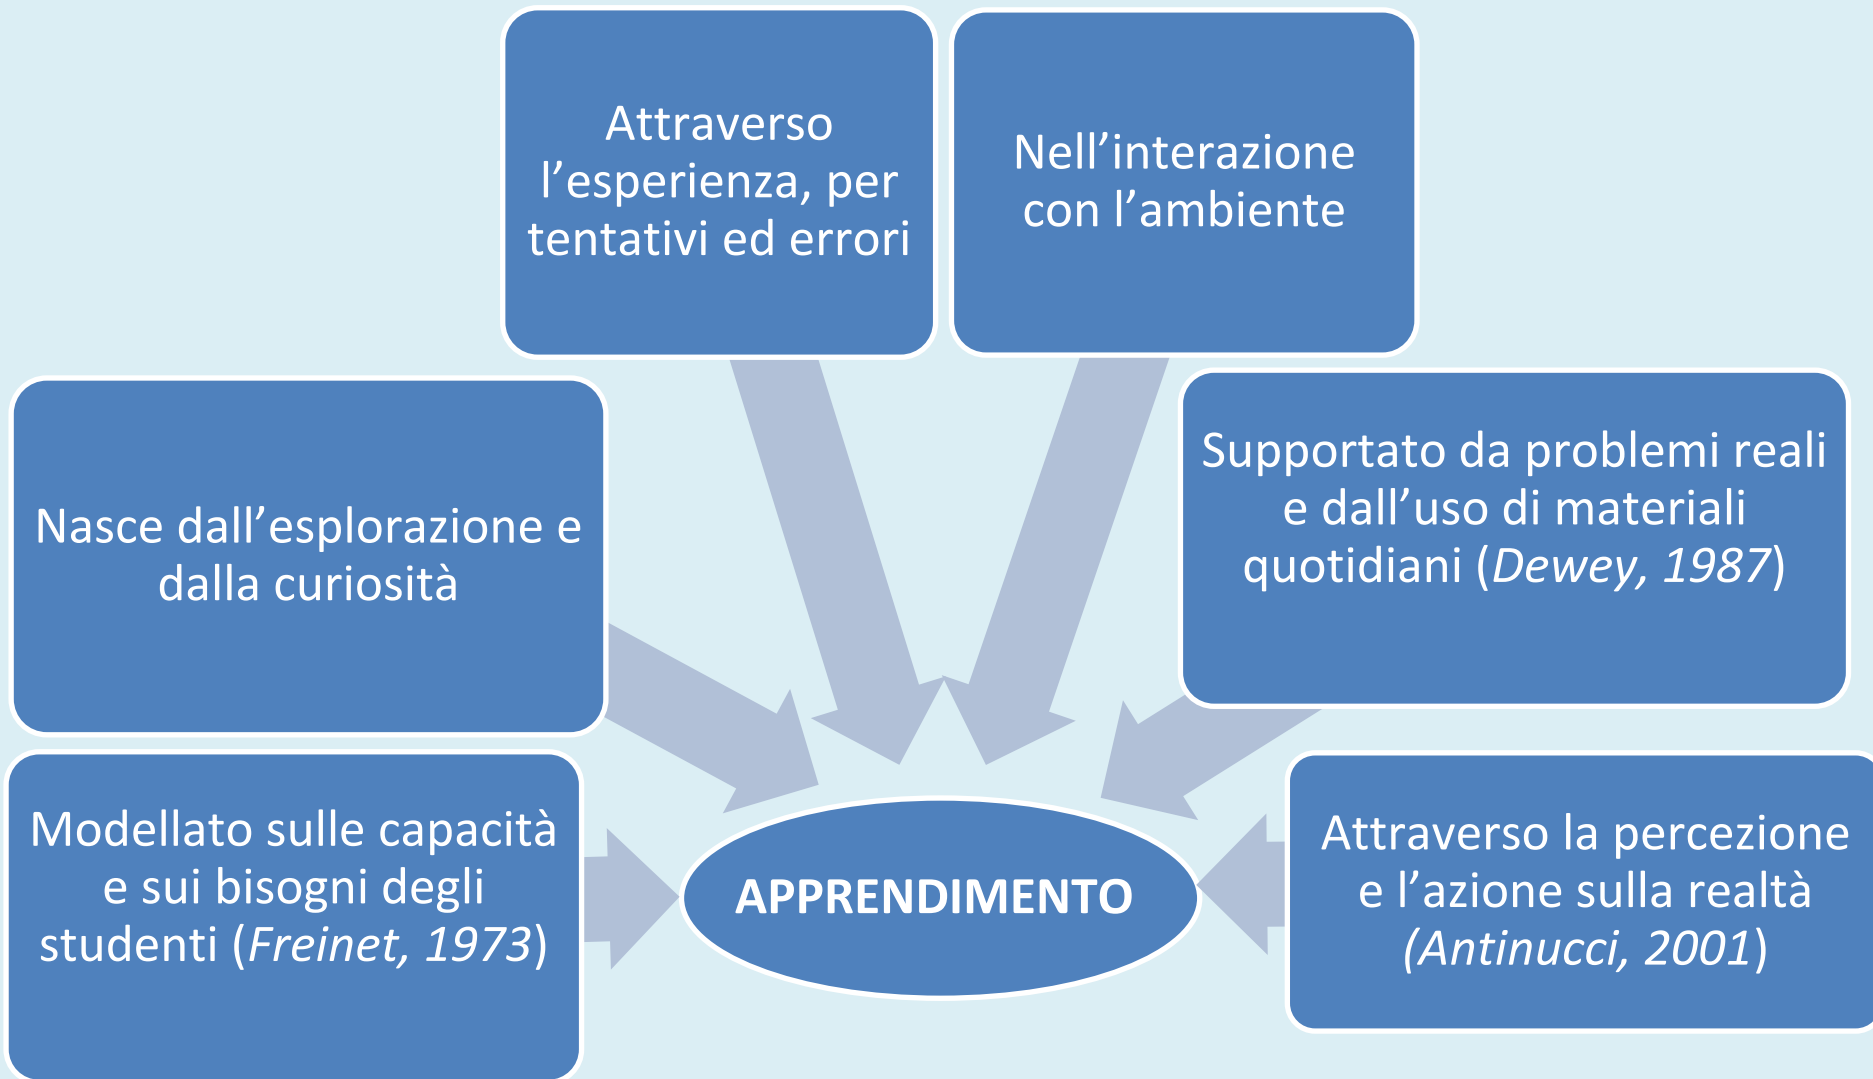 Attraverso
l’esperienza, per
tentativi ed errori
Nell’interazione
con l’ambiente
Nasce dall’esplorazione e
dalla curiosità
Supportato da problemi reali
e dall’uso di materiali
quotidiani (Dewey, 1987)
Modellato sulle capacità
e sui bisogni degli
studenti (Freinet, 1973)
APPRENDIMENTO
Attraverso la percezione
e l’azione sulla realtà
(Antinucci, 2001)